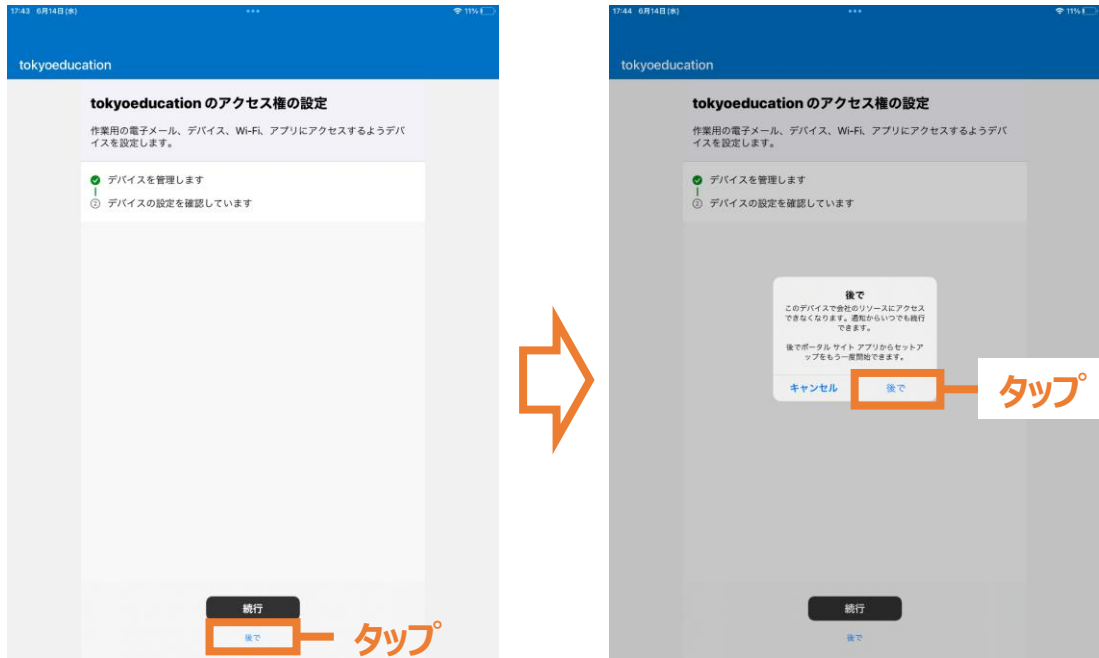 17:43 6月14日(水)
11%
tokyoeducation
tokyoeducation のアクセス権の設定
作業用の電子メール、デバイス、Wi-Fi、アプリにアクセスするようデバ
イスを設定します。
デバイスを管理します
2 デバイスの設定を確認しています
続行
後で
タップ
17:44 6月14日(水)
11%
tokyoeducation
tokyoeducation のアクセス権の設定
作業用の電子メール、デバイス、Wi-Fi、アプリにアクセスするようデバ
イスを設定します。
デバイスを管理します
2 デバイスの設定を確認しています
後で
このデバイスで会社のリソースにアクセス
できなくなります。通知からいつでも続行
できます。
後でポータル サイト アプリからセットア
ップをもう一度開始できます。
キャンセル
後で
タップ
続行
後で